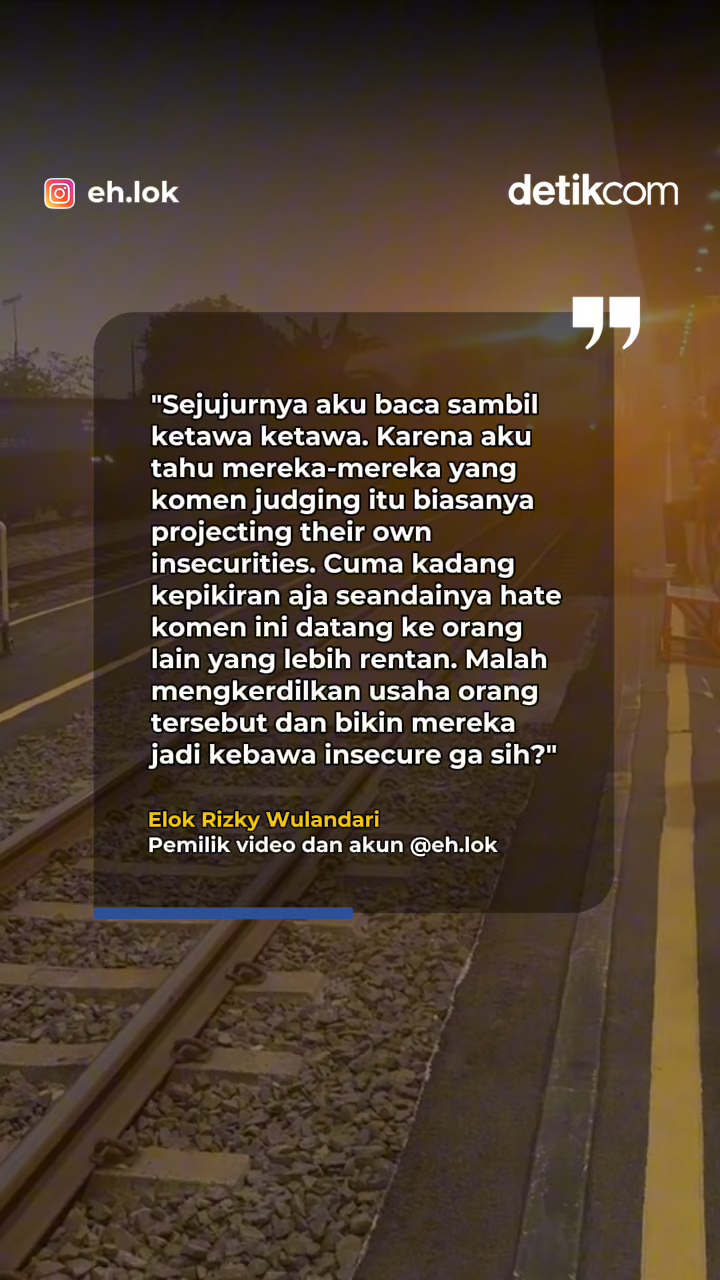 eh.lok
detikcom
"Sejujurnya aku baca sambil
ketawa ketawa. Karena aku
tahu mereka-mereka yang
komen judging itu biasanya
projecting their own
insecurities. Cuma kadang
kepikiran aja seandainya hate
komen ini datang ke orang
lain yang lebih rentan. Malah
mengkerdilkan usaha orang
tersebut dan bikin mereka
jadi kebawa insecure ga sih?"
Elok Rizky Wulandari
Pemilik video dan akun @eh.lok